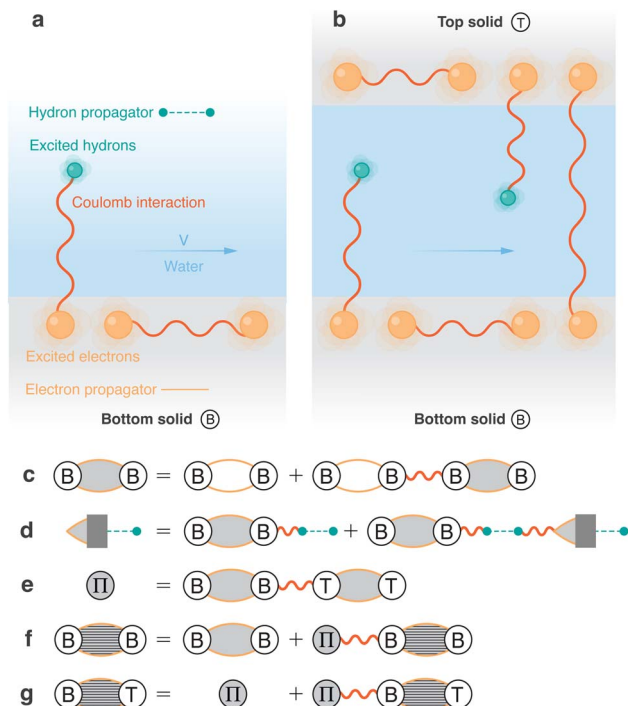 a
b
Top solid T
Hydron propagator
Excited hydrons
Coulomb interaction
V
Water
Excited electrons
Electron propagator
Bottom solid B
Bottom solid B
c B B = B B + B B B B
d = B B + B B
e Π = B B T T
f B B = B B + Π B B
g B T = Π + Π B T